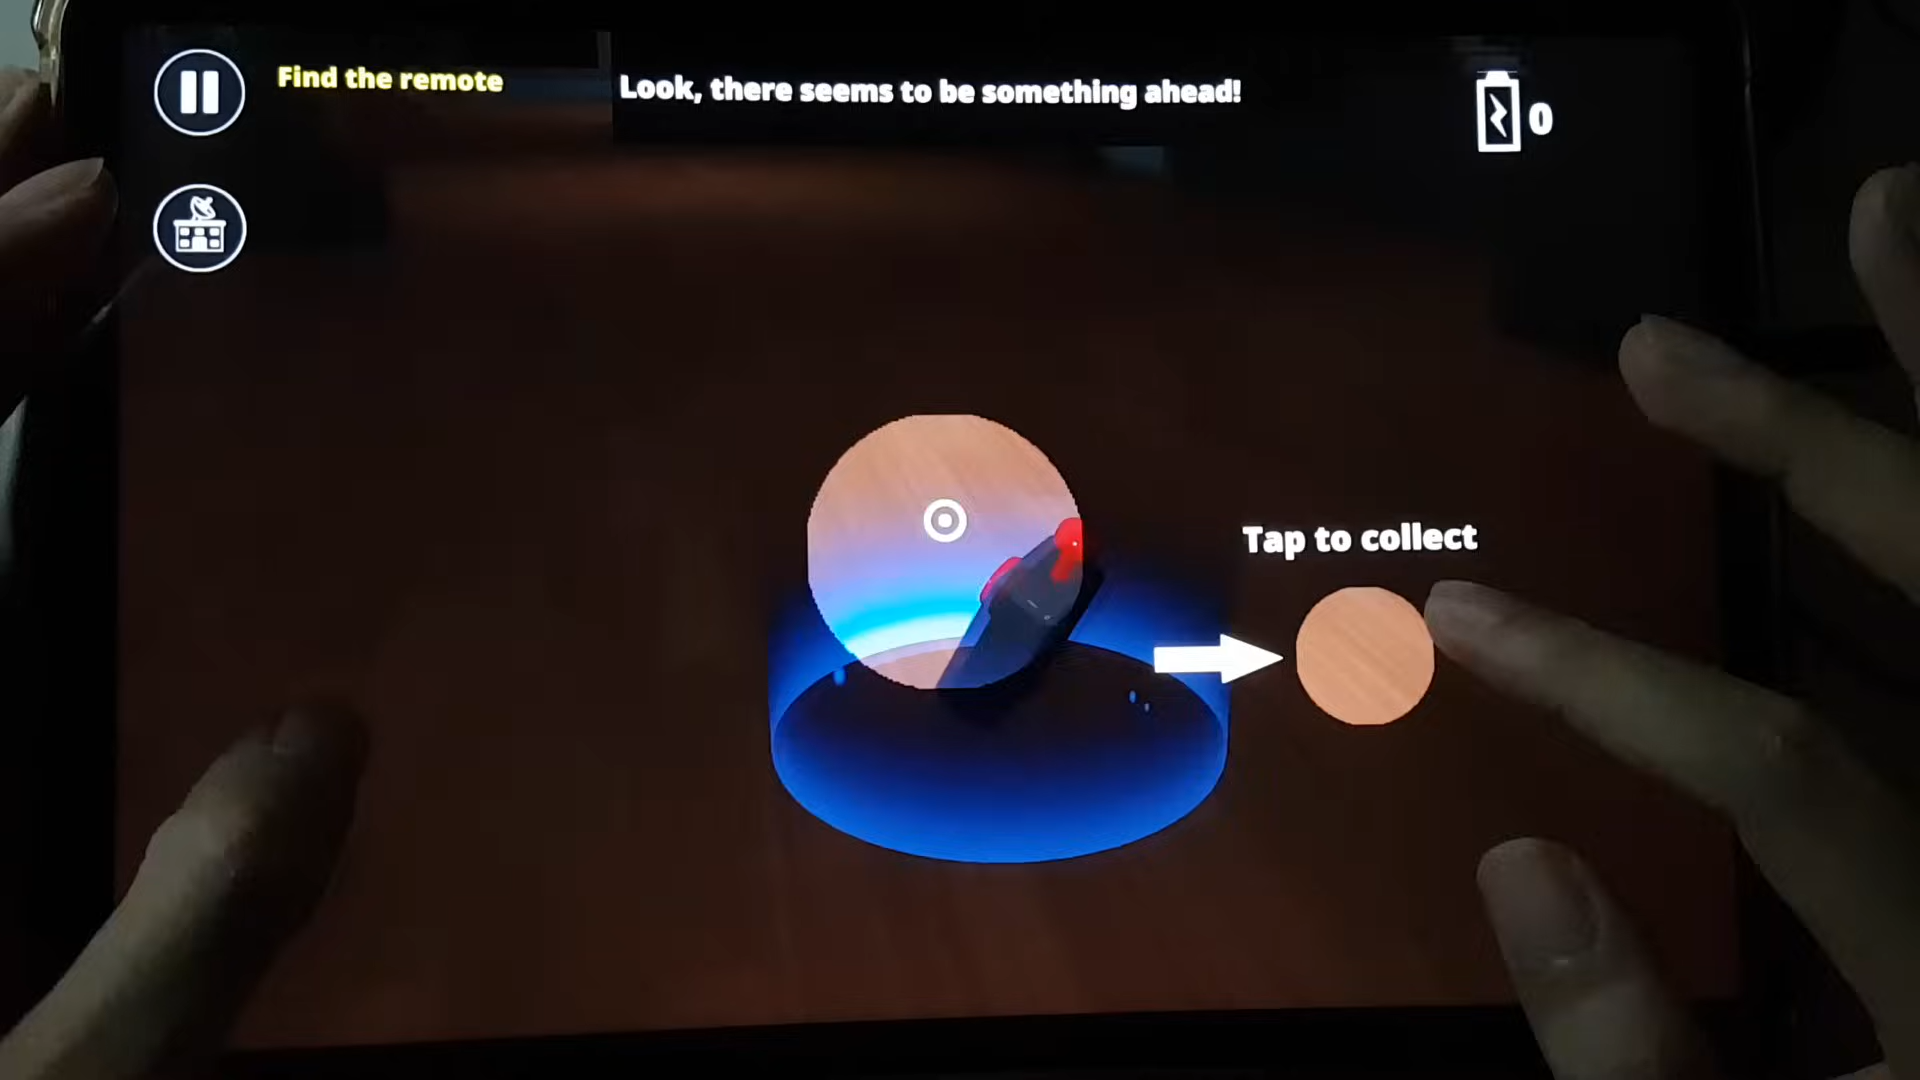 Find the remote
Look, there seems to be something ahead!
0
Tap to collect